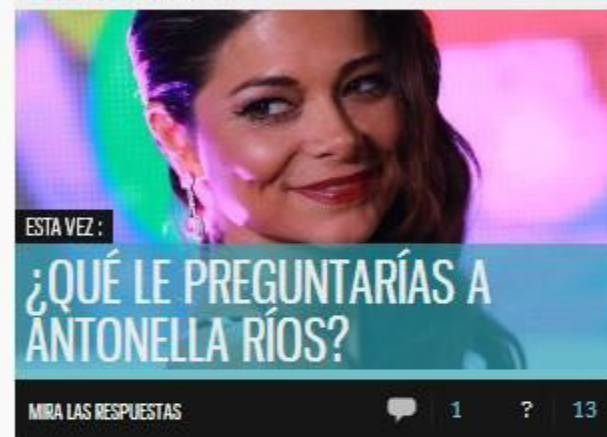 ESTA VEZ :
¿QUÉ LE PREGUNTARÍAS A
ANTONELLA RÍOS?
MIRA LAS RESPUESTAS 1 ? 13